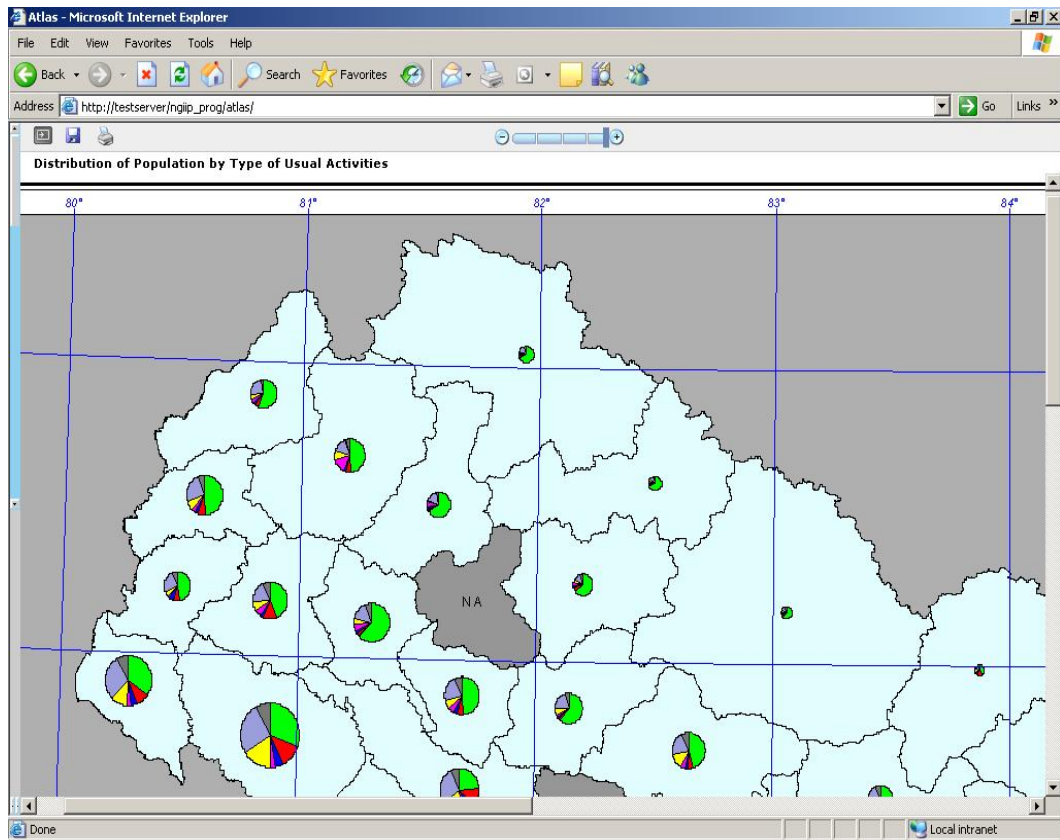 Atlas - Microsoft Internet Explorer
File Edit View Favorites Tools Help
Back Search Favorites
Address http://testserver/ngiip_prog/atlas/ Go Links »
Distribution of Population by Type of Usual Activities
80° 81° 82° 83° 84°
NA
Done Local intranet